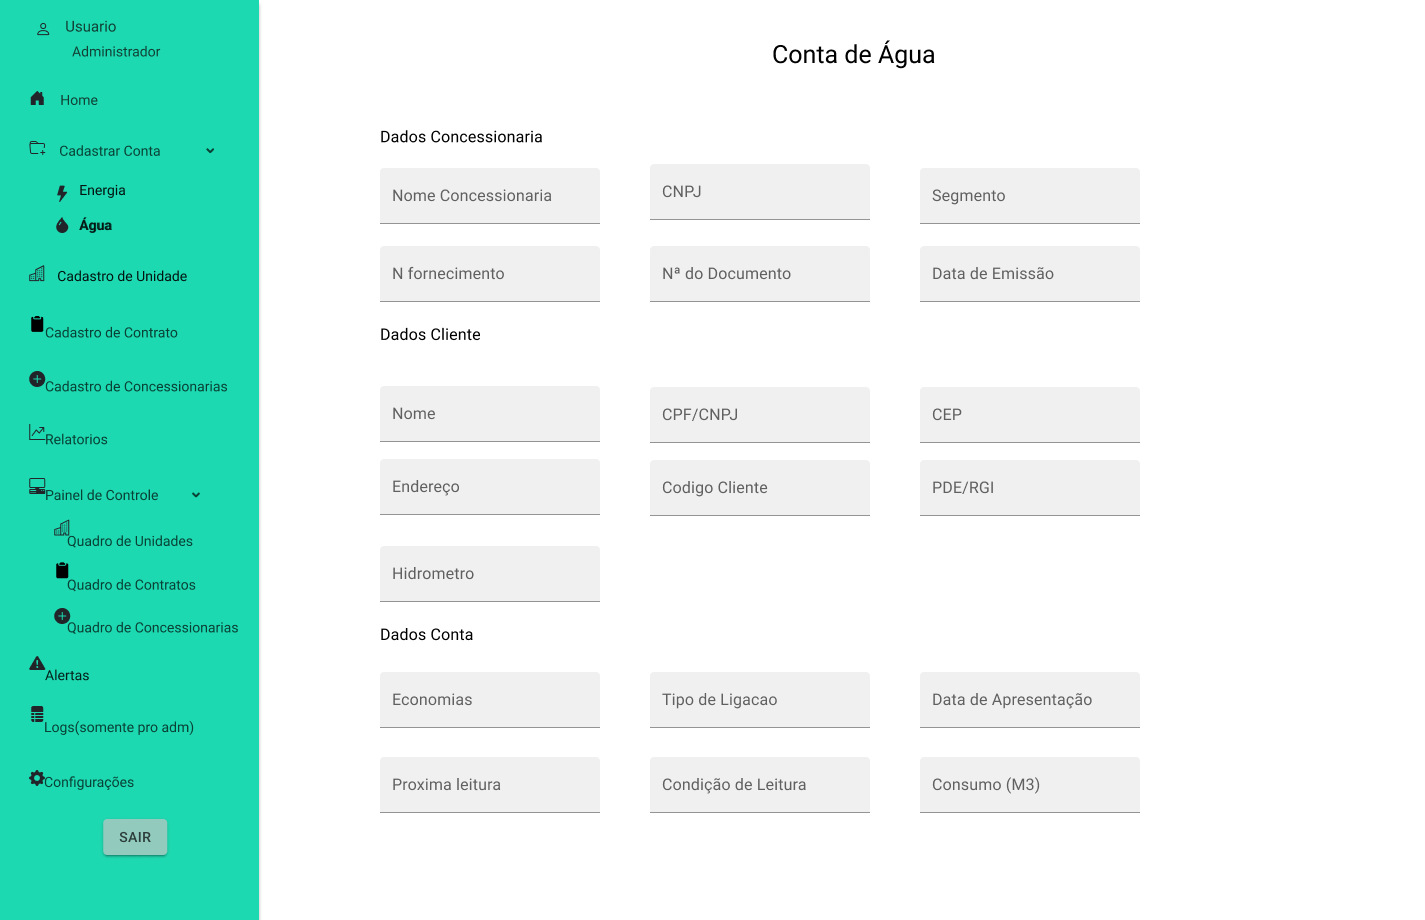 Usuario
Administrador
Home
Cadastrar Conta
Energia
Água
Cadastro de Unidade
Cadastro de Contrato
Cadastro de Concessionarias
Relatorios
Painel de Controle
Quadro de Unidades
Quadro de Contratos
Quadro de Concessionarias
Alertas
Logs(somente pro adm)
Configurações
SAIR
Conta de Água
Dados Concessionaria
Nome Concessionaria
CNPJ
Segmento
N fornecimento
Nª do Documento
Data de Emissão
Dados Cliente
Nome
CPF/CNPJ
CEP
Endereço
Codigo Cliente
PDE/RGI
Hidrometro
Dados Conta
Economias
Tipo de Ligacao
Data de Apresentação
Proxima leitura
Condição de Leitura
Consumo (M3)